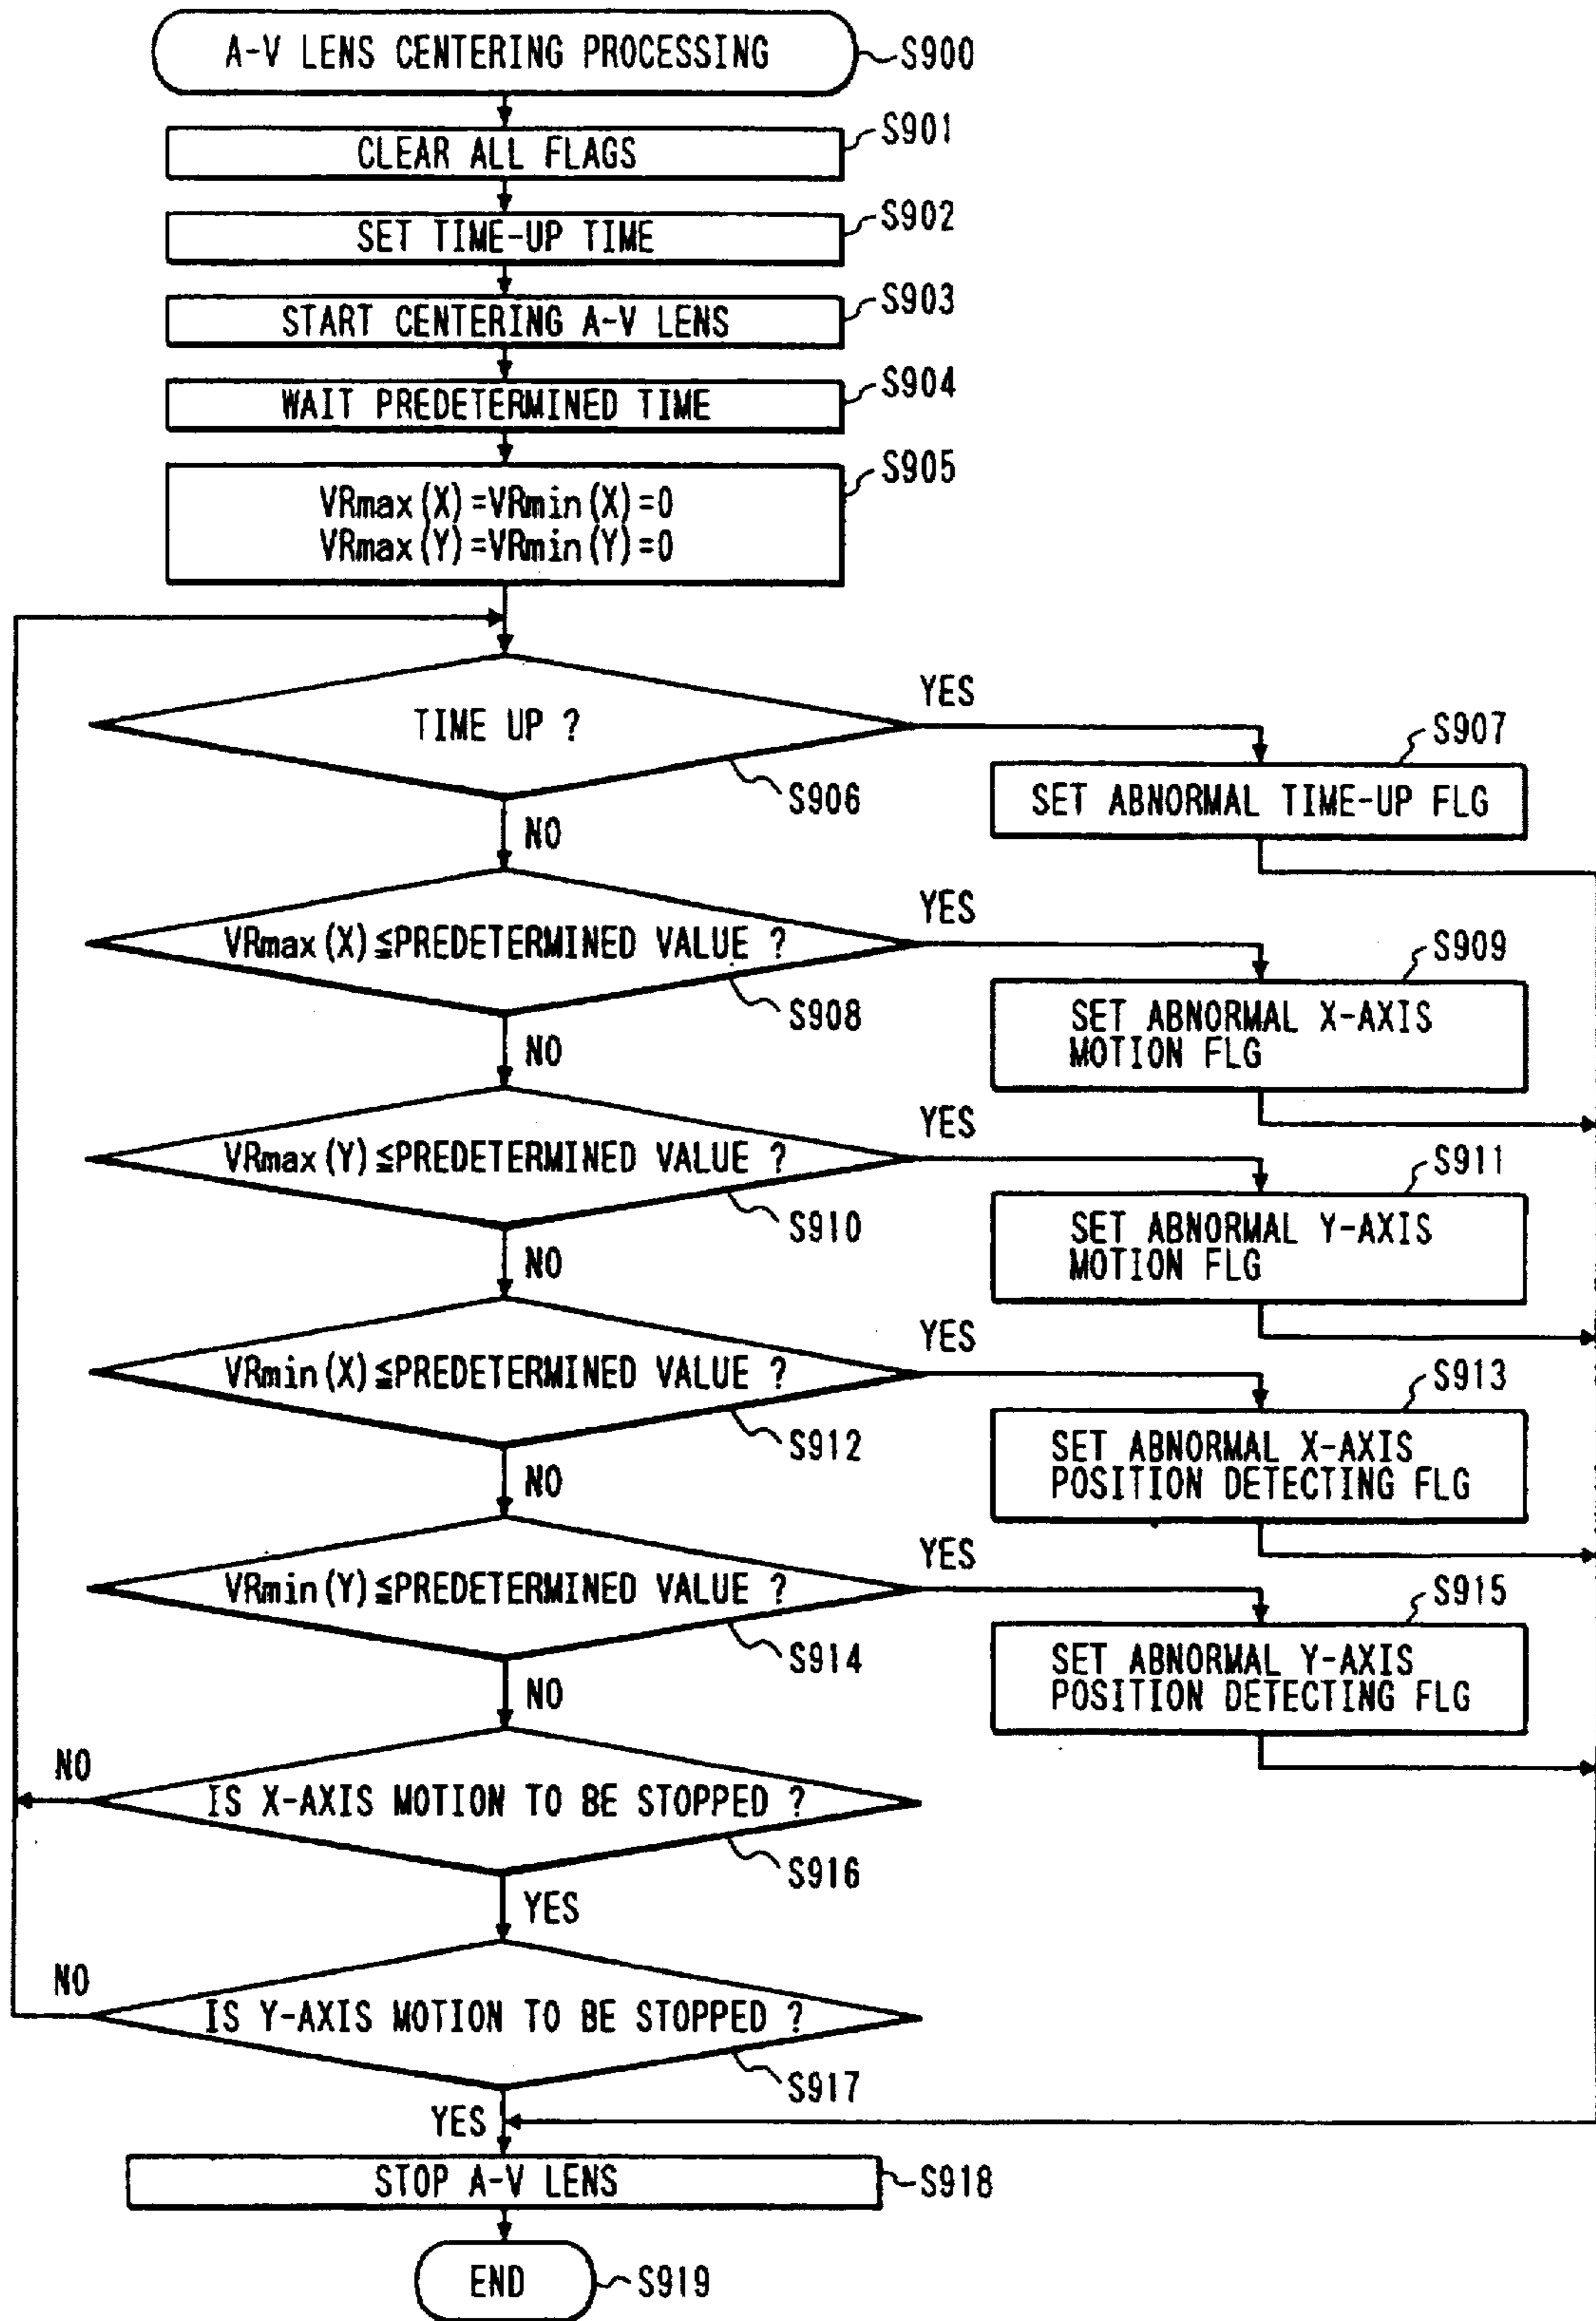 A-V LENS CENTERING PROCESSING
S900
CLEAR ALL FLAGS
S901
SET TIME-UP TIME
S902
START CENTERING A-V LENS
S903
WAIT PREDETERMINED TIME
S904
VRmax(X)=VRmin(X)=0
VRmax(Y)=VRmin(Y)=0
S905
TIME UP ?
S906
YES
NO
SET ABNORMAL TIME-UP FLG
S907
VRmax(X)≦PREDETERMINED VALUE ?
S908
YES
NO
SET ABNORMAL X-AXIS
MOTION FLG
S909
VRmax(Y)≦PREDETERMINED VALUE ?
S910
YES
NO
SET ABNORMAL Y-AXIS
MOTION FLG
S911
VRmin(X)≦PREDETERMINED VALUE ?
S912
YES
NO
SET ABNORMAL X-AXIS
POSITION DETECTING FLG
S913
VRmin(Y)≦PREDETERMINED VALUE ?
S914
YES
NO
SET ABNORMAL Y-AXIS
POSITION DETECTING FLG
S915
IS X-AXIS MOTION TO BE STOPPED ?
S916
NO
YES
IS Y-AXIS MOTION TO BE STOPPED ?
S917
NO
YES
STOP A-V LENS
S918
END
S919